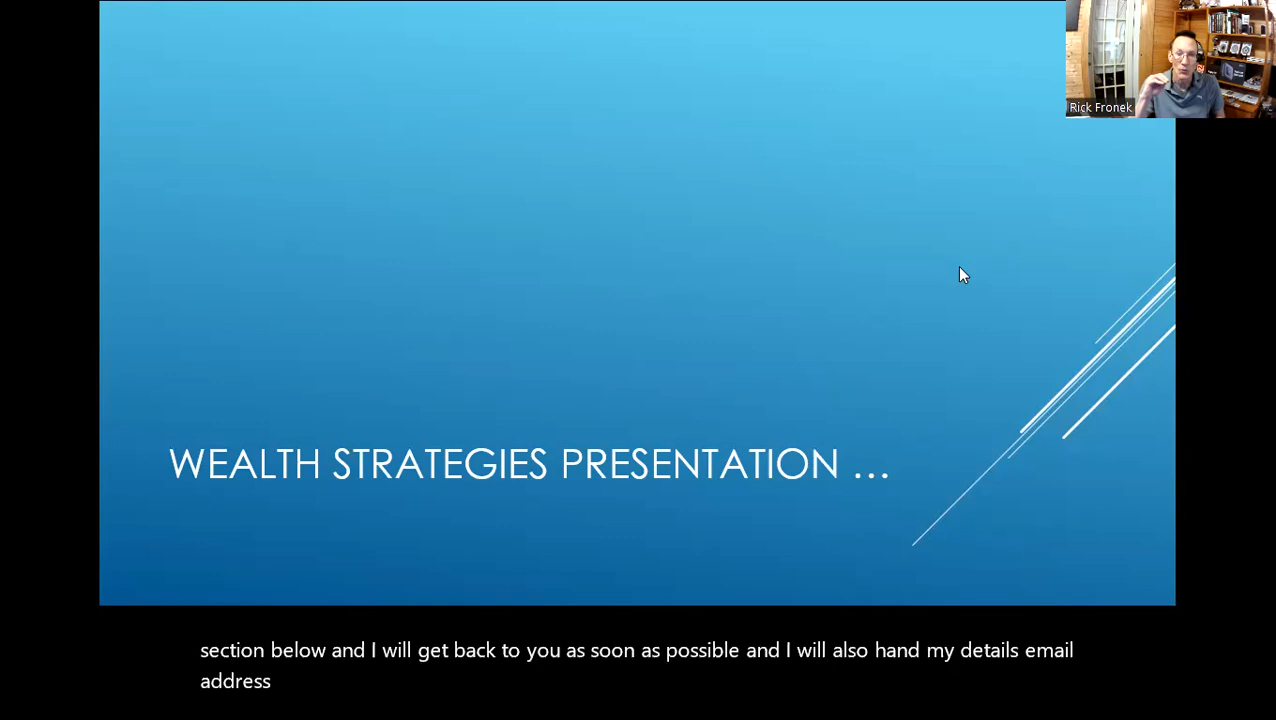 Rick Fronek
WEALTH STRATEGIES PRESENTATION …
section below and I will get back to you as soon as possible and I will also hand my details email
address